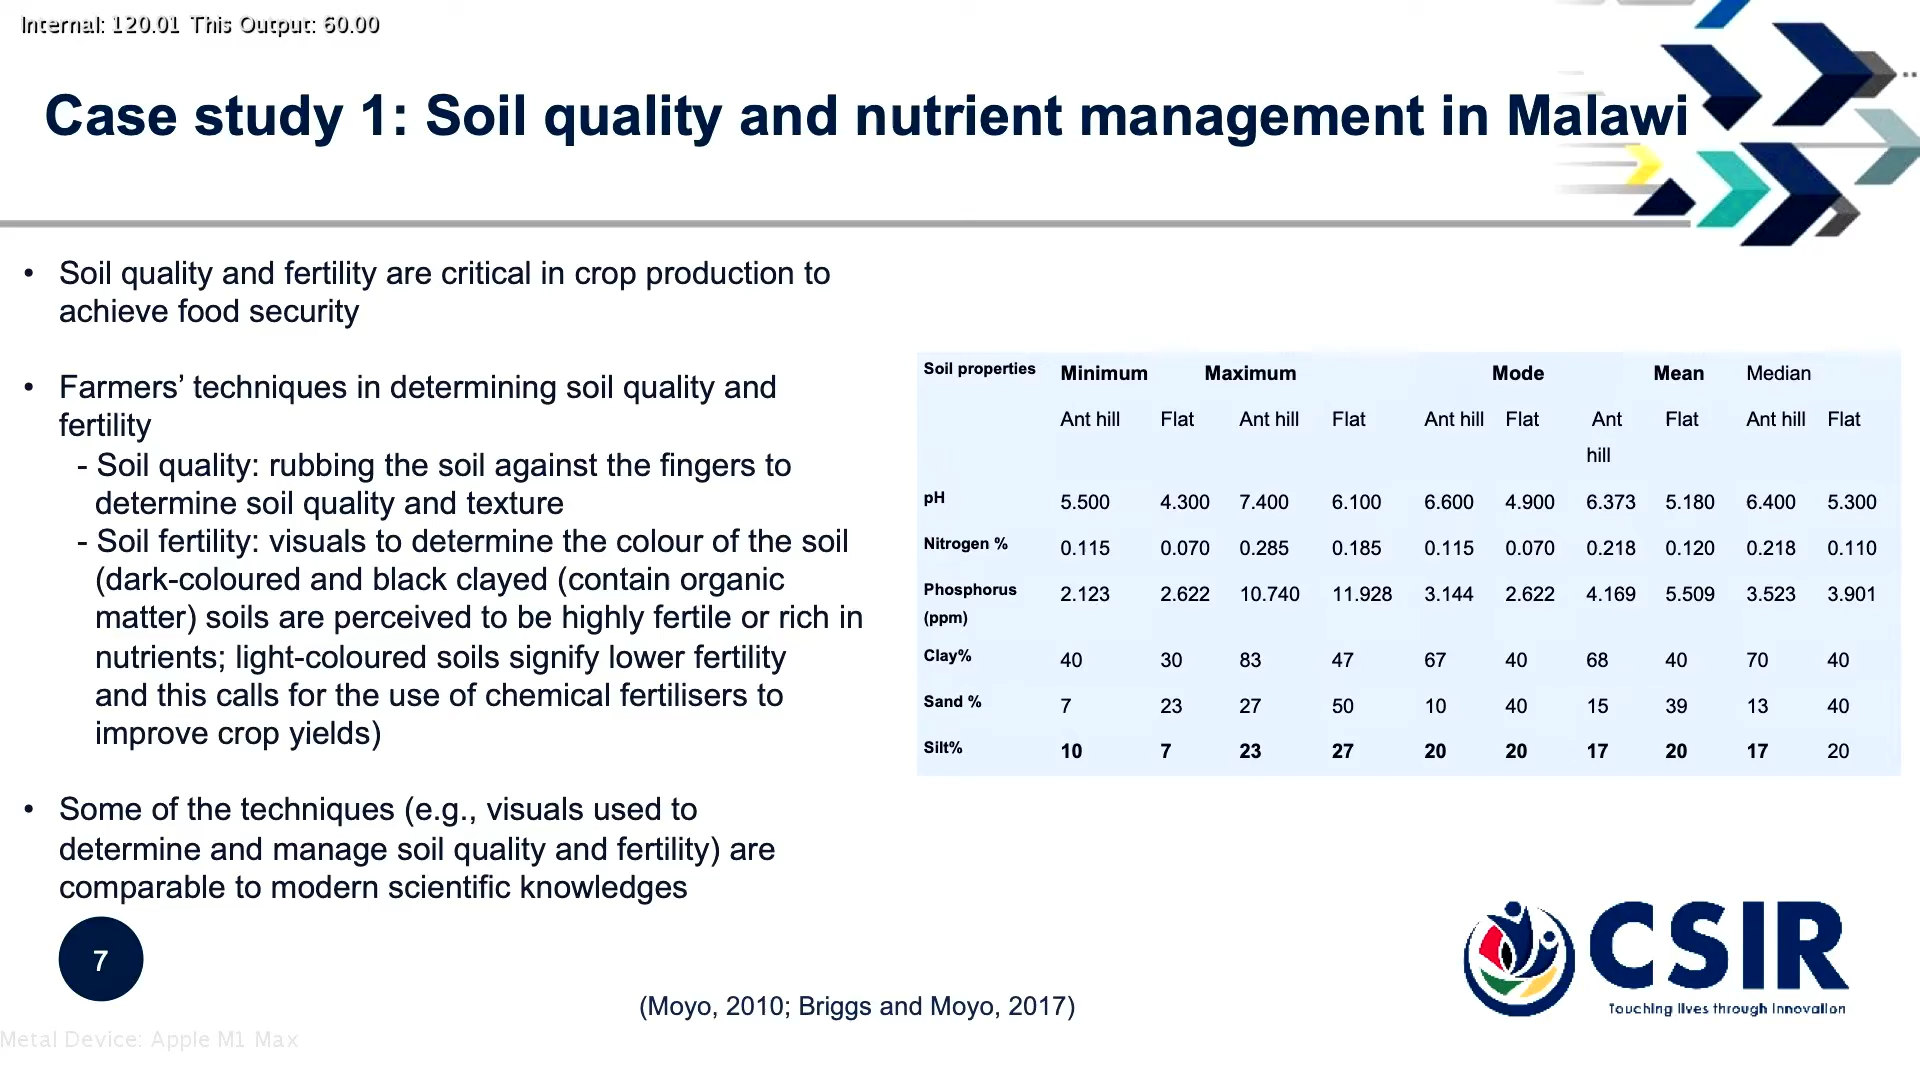 Internal: 120.01 This Output: 60.00
Case study 1: Soil quality and nutrient management in Malawi
• Soil quality and fertility are critical in crop production to
achieve food security
• Farmers’ techniques in determining soil quality and
fertility
- Soil quality: rubbing the soil against the fingers to
determine soil quality and texture
- Soil fertility: visuals to determine the colour of the soil
(dark-coloured and black clayed (contain organic
matter) soils are perceived to be highly fertile or rich in
nutrients; light-coloured soils signify lower fertility
and this calls for the use of chemical fertilisers to
improve crop yields)
• Some of the techniques (e.g., visuals used to
determine and manage soil quality and fertility) are
comparable to modern scientific knowledges
Soil properties Minimum Maximum Mode Mean Median
Ant hill Flat Ant hill Flat Ant hill Flat Ant Flat Ant hill Flat
hill
pH 5.500 4.300 7.400 6.100 6.600 4.900 6.373 5.180 6.400 5.300
Nitrogen % 0.115 0.070 0.285 0.185 0.115 0.070 0.218 0.120 0.218 0.110
Phosphorus 2.123 2.622 10.740 11.928 3.144 2.622 4.169 5.509 3.523 3.901
(ppm)
Clay% 40 30 83 47 67 40 68 40 70 40
Sand % 7 23 27 50 10 40 15 39 13 40
Silt% 10 7 23 27 20 20 17 20 17 20
7
(Moyo, 2010; Briggs and Moyo, 2017)
CSIR
Touching lives through innovation
Metal Device: Apple M1 Max